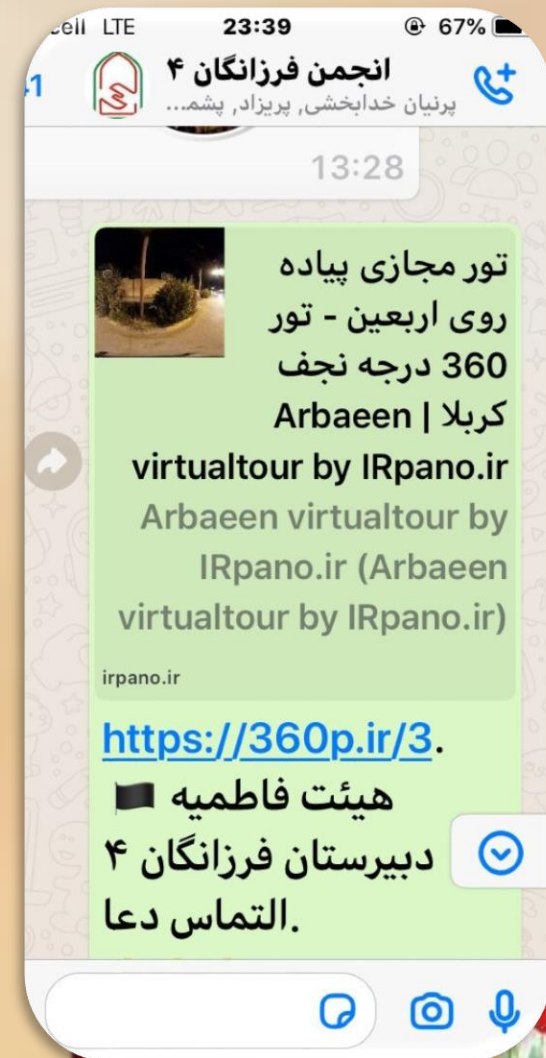 cell LTE 23:39 67%
انجمن فرزانگان ۴
پرنیان خدابخشی, پریزاد, پشم...
13:28
تور مجازی پیاده
روی اربعین - تور
360 درجه نجف
کربلا | Arbaeen
virtualtour by IRpano.ir
Arbaeen virtualtour by
IRpano.ir (Arbaeen
virtualtour by IRpano.ir)
irpano.ir
https://360p.ir/3.
هیئت فاطمیه 🏴
دبیرستان فرزانگان ۴
.التماس دعا